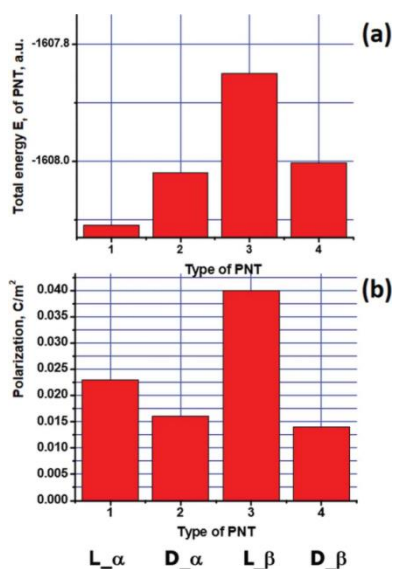 (a)
Total energy E, of PNT, a.u.
-1607.8
-1608.0
1 2 3 4
Type of PNT
(b)
Polarization, C/m²
0.040
0.035
0.030
0.025
0.020
0.015
0.010
0.005
0.000
1 2 3 4
Type of PNT
L_α D_α L_β D_β